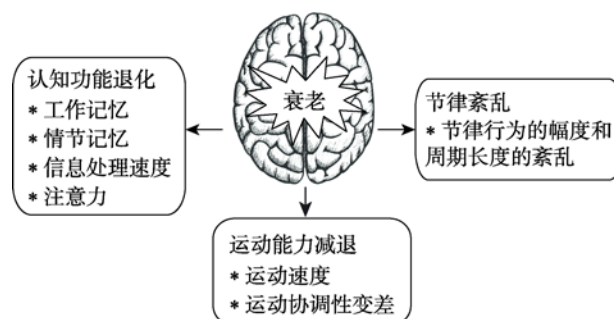 认知功能退化
* 工作记忆
* 情节记忆
* 信息处理速度
* 注意力
衰老
节律紊乱
* 节律行为的幅度和
周期长度的紊乱
运动能力减退
* 运动速度
* 运动协调性变差